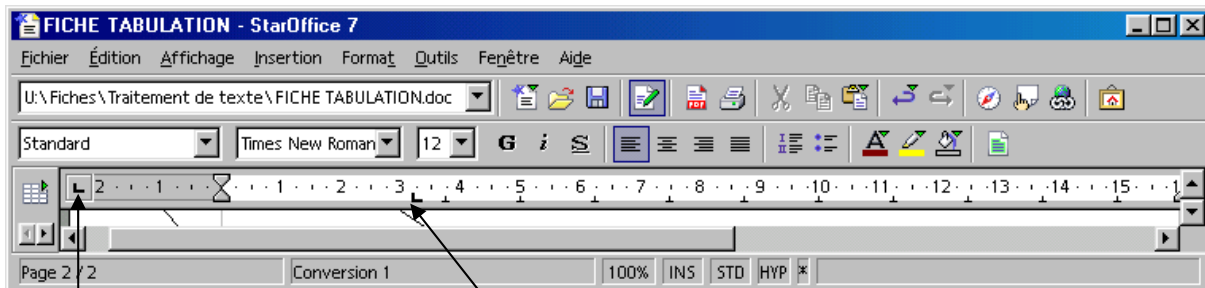 FICHE TABULATION - StarOffice 7
Fichier Édition Affichage Insertion Format Outils Fenêtre Aide
U:\Fiches\Traitement de texte\FICHE TABULATION.doc
Standard Times New Roman 12 G i S
2 1 1 2 3 4 5 6 7 8 9 10 11 12 13 14 15
Page 2 / 2 Conversion 1 100% INS STD HYP *